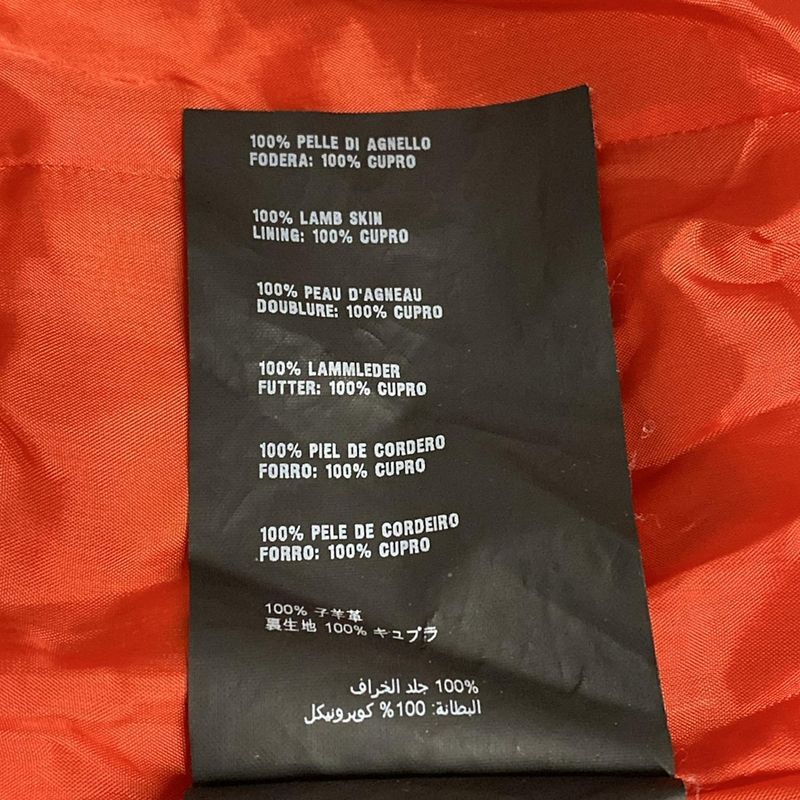 100% PELLE DI AGNELLO
FODERA: 100% CUPRO
100% LAMB SKIN
LINING: 100% CUPRO
100% PEAU D'AGNEAU
DOUBLURE: 100% CUPRO
100% LAMMLEDER
FUTTER: 100% CUPRO
100% PIEL DE CORDERO
FORRO: 100% CUPRO
100% PELE DE CORDEIRO
FORRO: 100% CUPRO
100% 子羊革
裏生地 100% キュプラ
100% جلد الخراف
البطانة: 100% كوبرونيكل